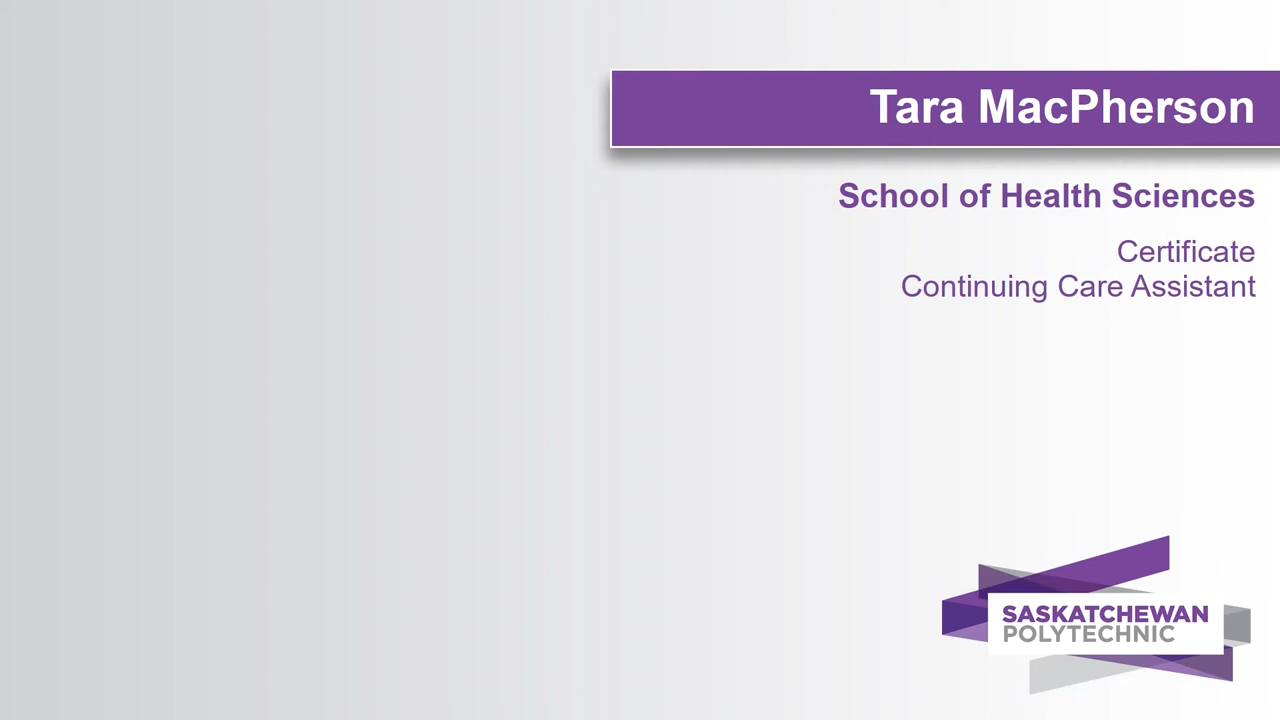 Tara MacPherson
School of Health Sciences
Certificate
Continuing Care Assistant
SASKATCHEWAN
POLYTECHNIC